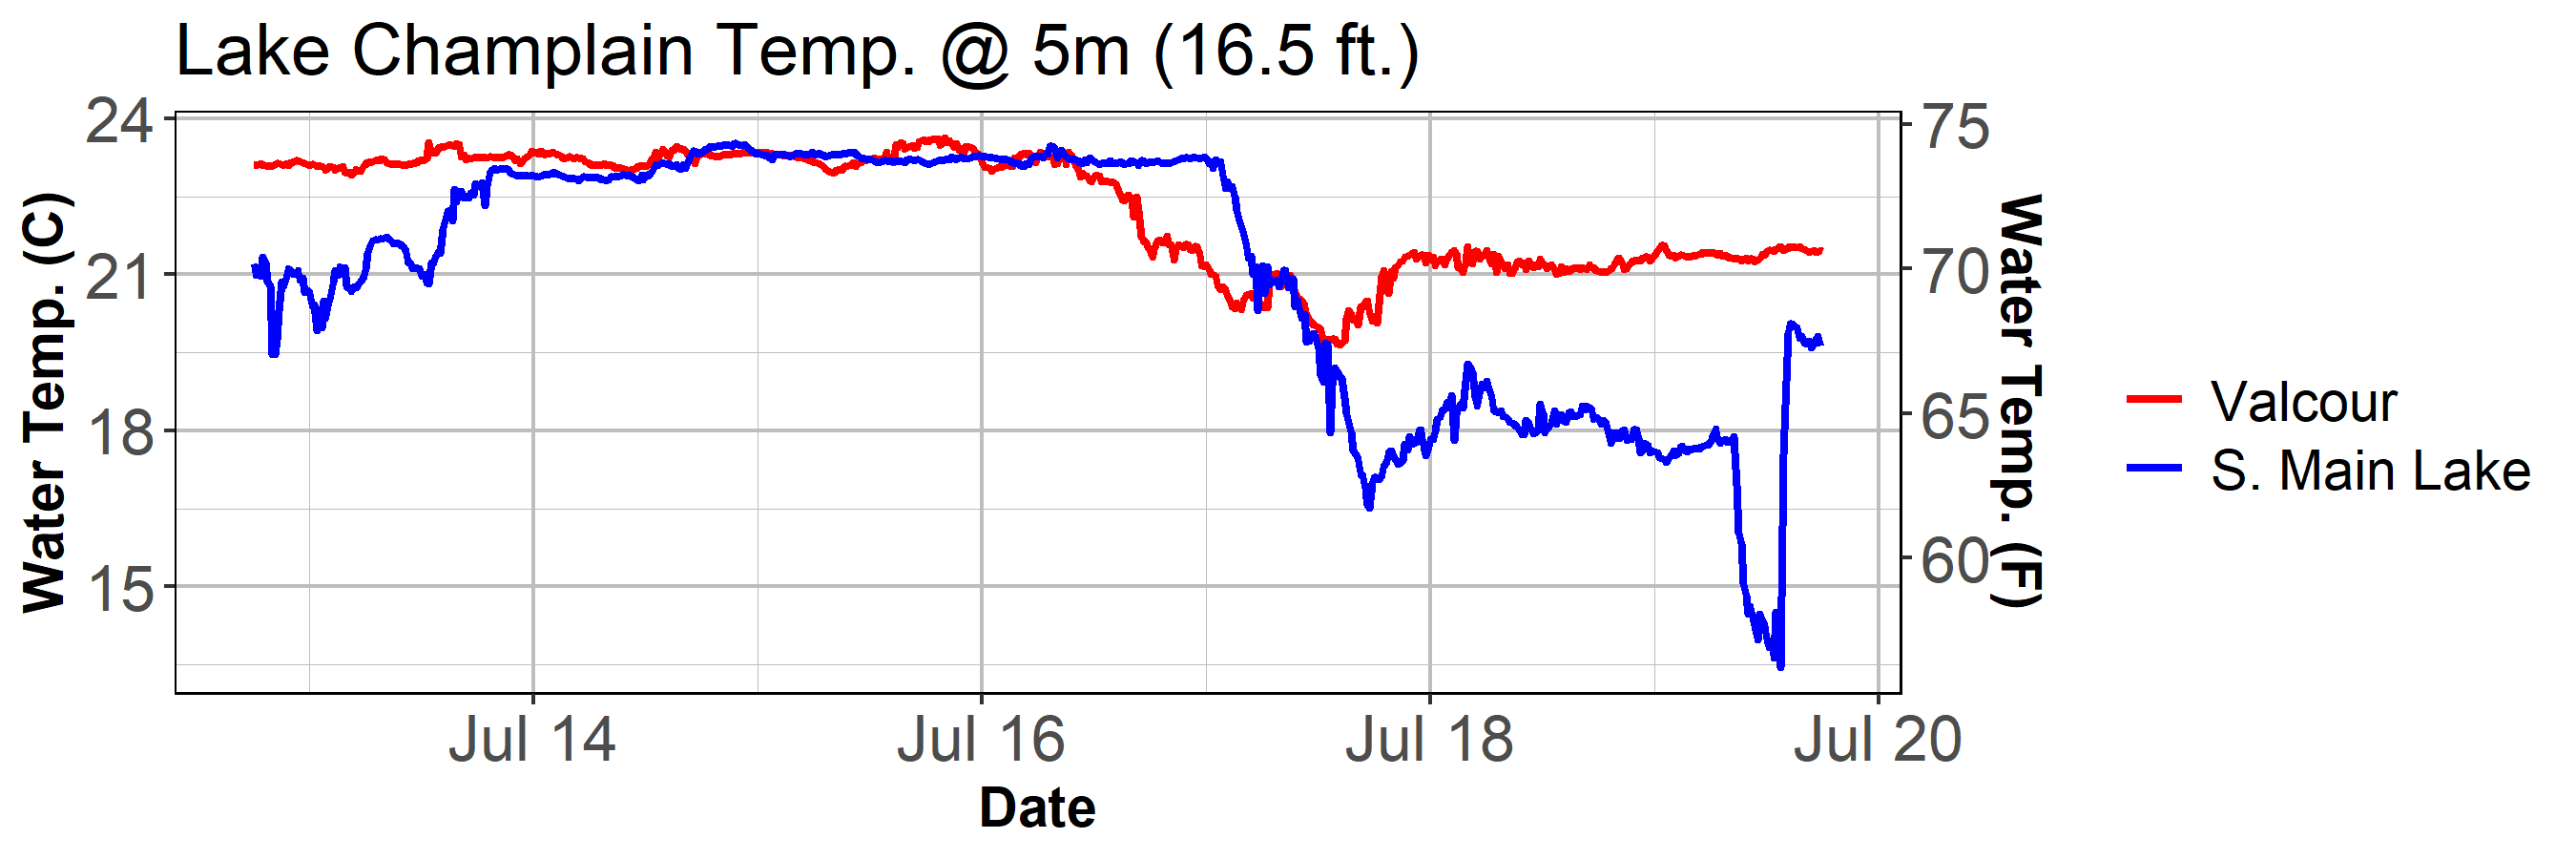 Lake Champlain Temp. @ 5m (16.5 ft.)
Water Temp. (C)
24
21
18
15
75
70
65
60
Water Temp. (F)
Jul 14
Jul 16
Jul 18
Jul 20
Date
Valcour
S. Main Lake